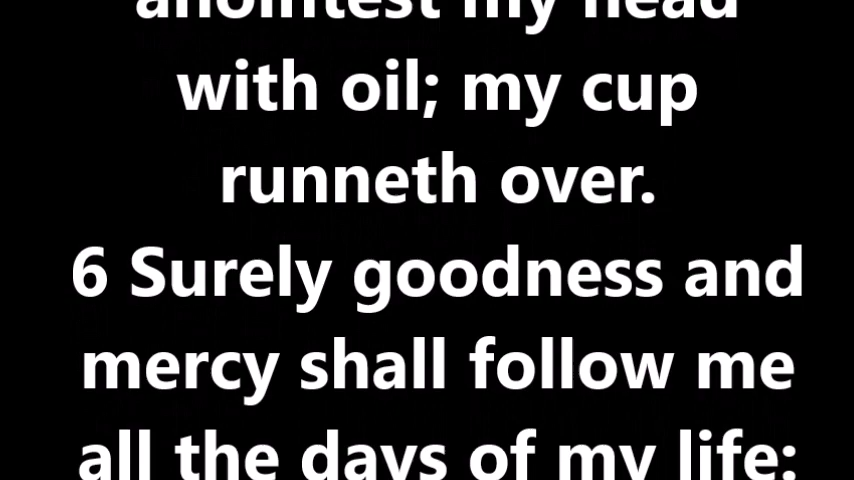 anointest my head
with oil; my cup
runneth over.
6 Surely goodness and
mercy shall follow me
all the days of my life: